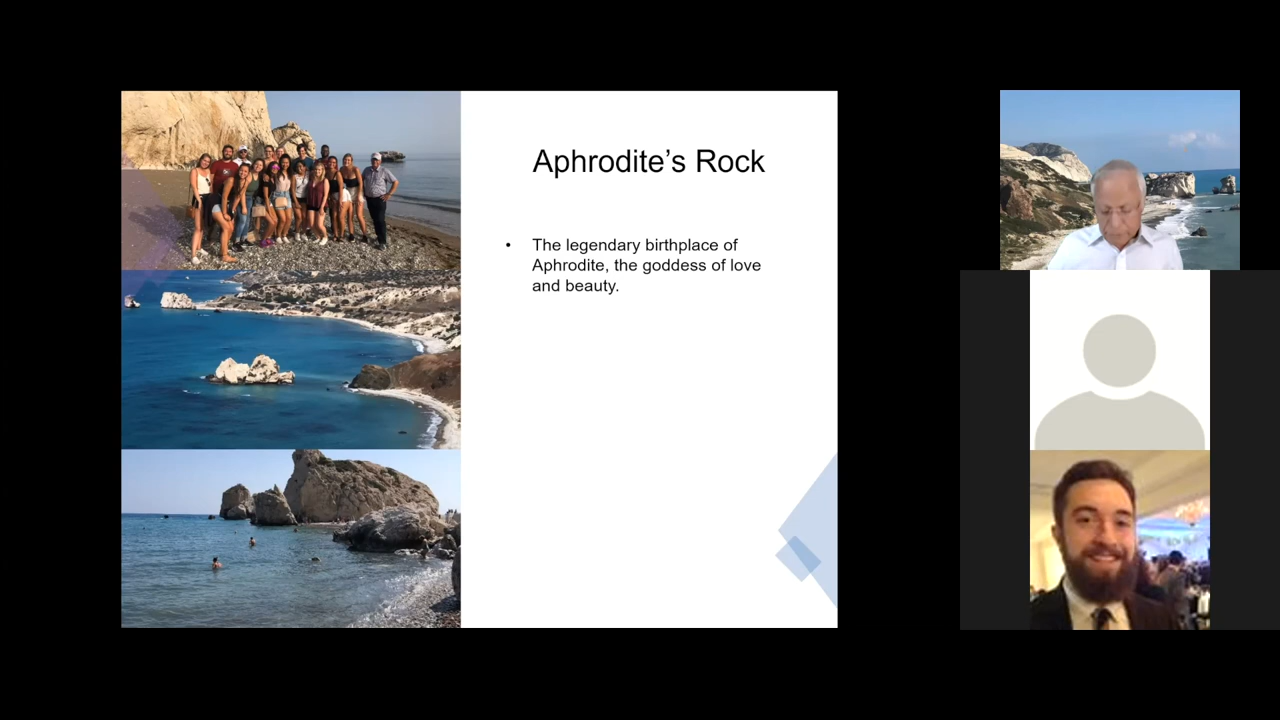 Aphrodite’s Rock
• The legendary birthplace of
Aphrodite, the goddess of love
and beauty.